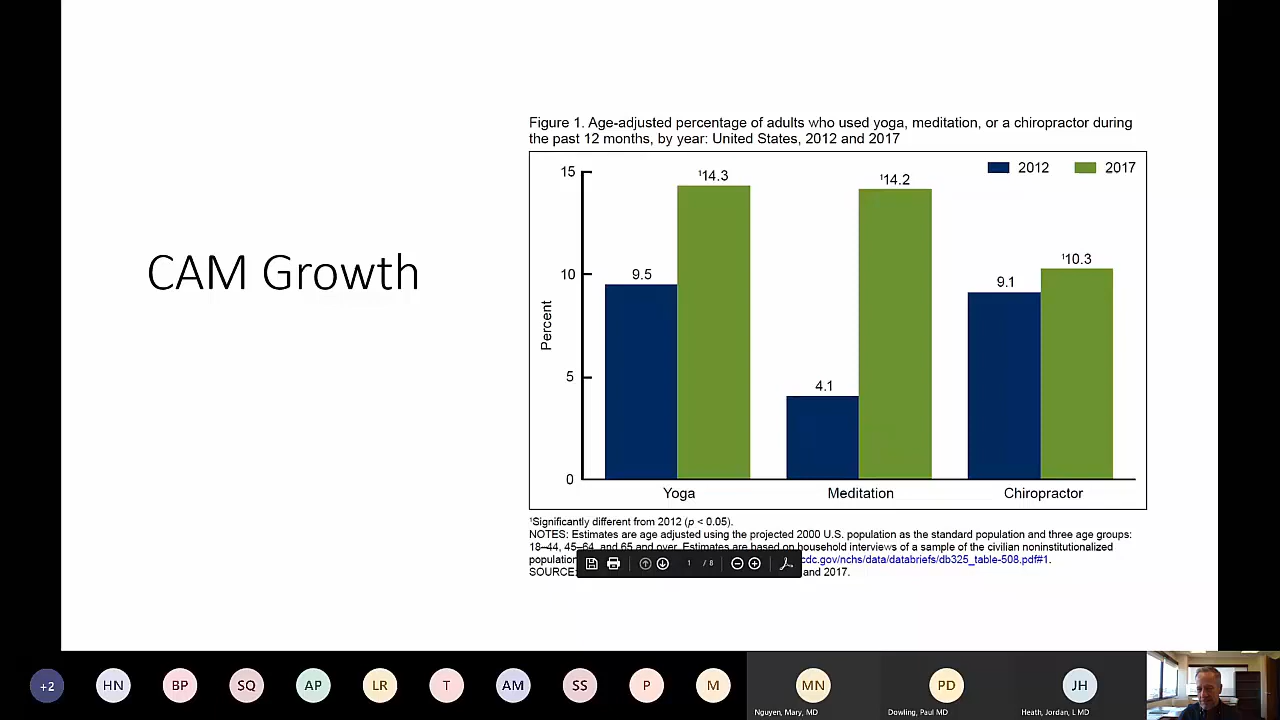 CAM Growth
Figure 1. Age-adjusted percentage of adults who used yoga, meditation, or a chiropractor during
the past 12 months, by year: United States, 2012 and 2017
2012
2017
15
10
5
0
Percent
9.5
¹14.3
4.1
¹14.2
9.1
¹10.3
Yoga
Meditation
Chiropractor
¹Significantly different from 2012 (p < 0.05).
NOTES: Estimates are age adjusted using the projected 2000 U.S. population as the standard population and three age groups:
18–44, 45–64, and 65 and over. Estimates are based on household interviews of a sample of the civilian noninstitutionalized
population cdc.gov/nchs/data/databriefs/db325_table-508.pdf#1.
SOURCE: and 2017.
1 / 8
+2
HN
BP
SQ
AP
LR
T
AM
SS
P
M
MN
PD
JH
Nguyen, Mary, MD
Dowling, Paul MD
Heath, Jordan, L MD